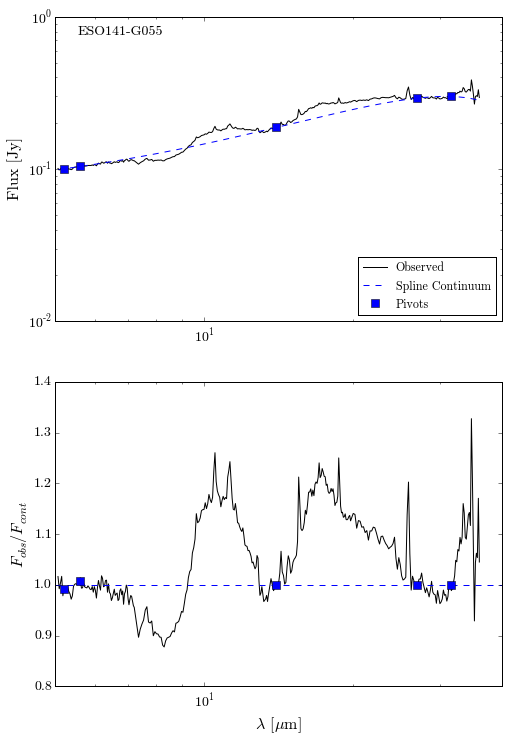 ESO141-G055
Flux [Jy]
10^0
10^-1
10^-2
10^1
Observed
Spline Continuum
Pivots
F_obs/F_cont
1.4
1.3
1.2
1.1
1.0
0.9
0.8
10^1
λ [μm]